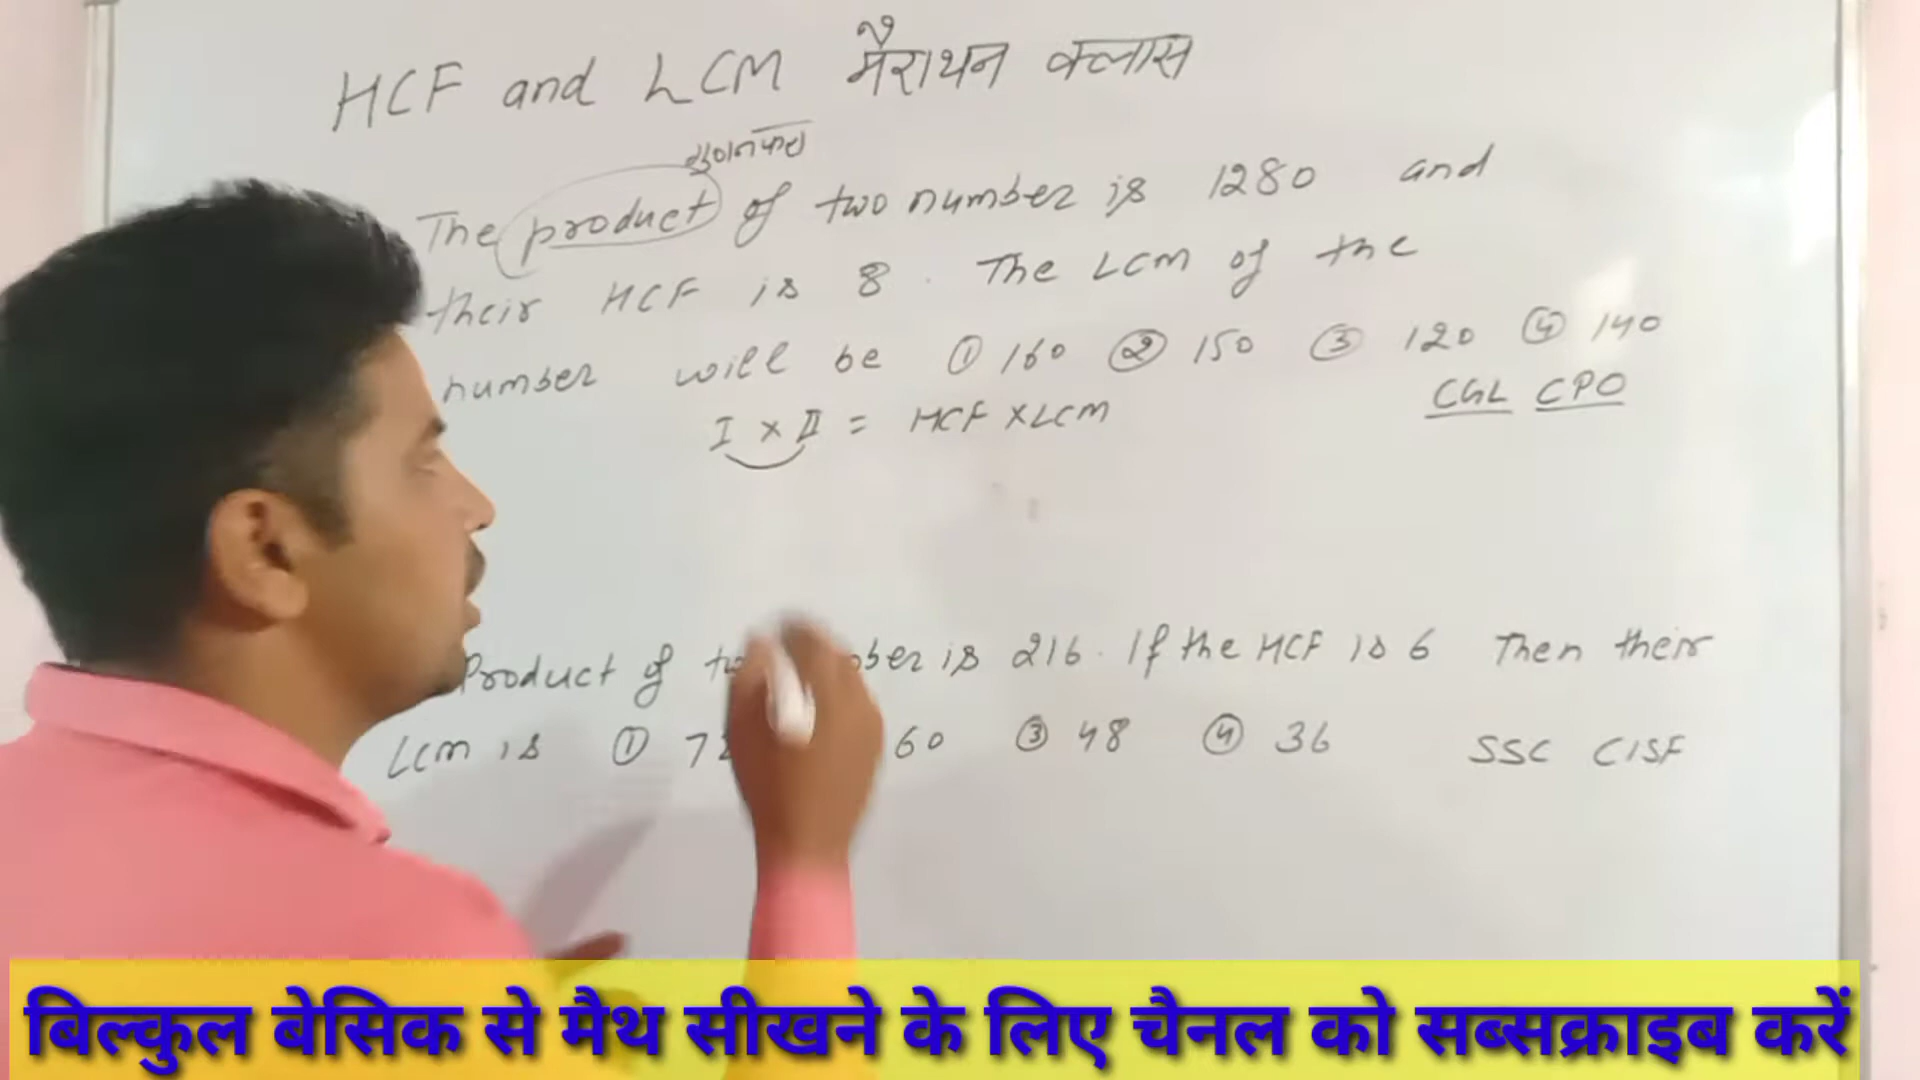 HCF and LCM मैराथन क्लास
गुणनफल
The product of two number is 1280 and
their HCF is 8. The LCM of the
number will be ① 160 ② 150 ③ 120 ④ 140
CGL CPO
I × II = HCF × LCM
Product of is 216. If the HCF is 6 Then their
LCM is ① 60 ③ 48 ④ 36 SSC CISF
बिल्कुल बेसिक से मैथ सीखने के लिए चैनल को सब्सक्राइब करें